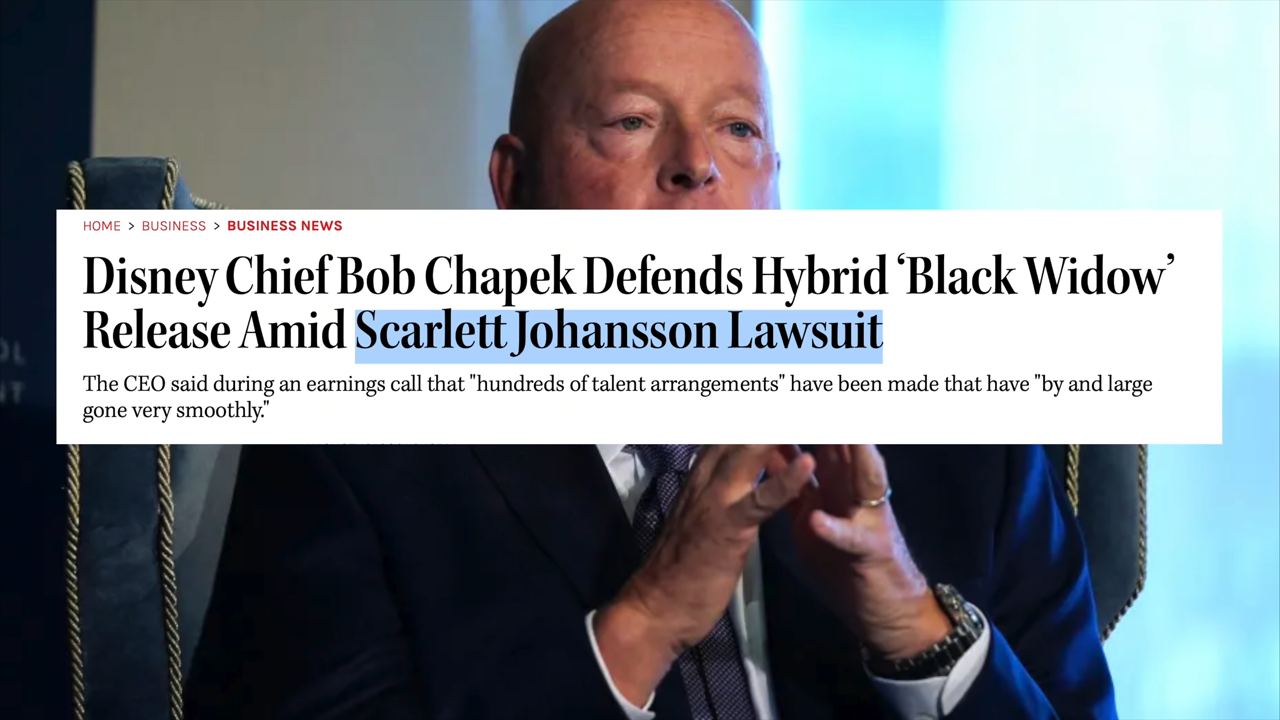 HOME > BUSINESS > BUSINESS NEWS
Disney Chief Bob Chapek Defends Hybrid ‘Black Widow’
Release Amid Scarlett Johansson Lawsuit
The CEO said during an earnings call that "hundreds of talent arrangements" have been made that have "by and large
gone very smoothly."